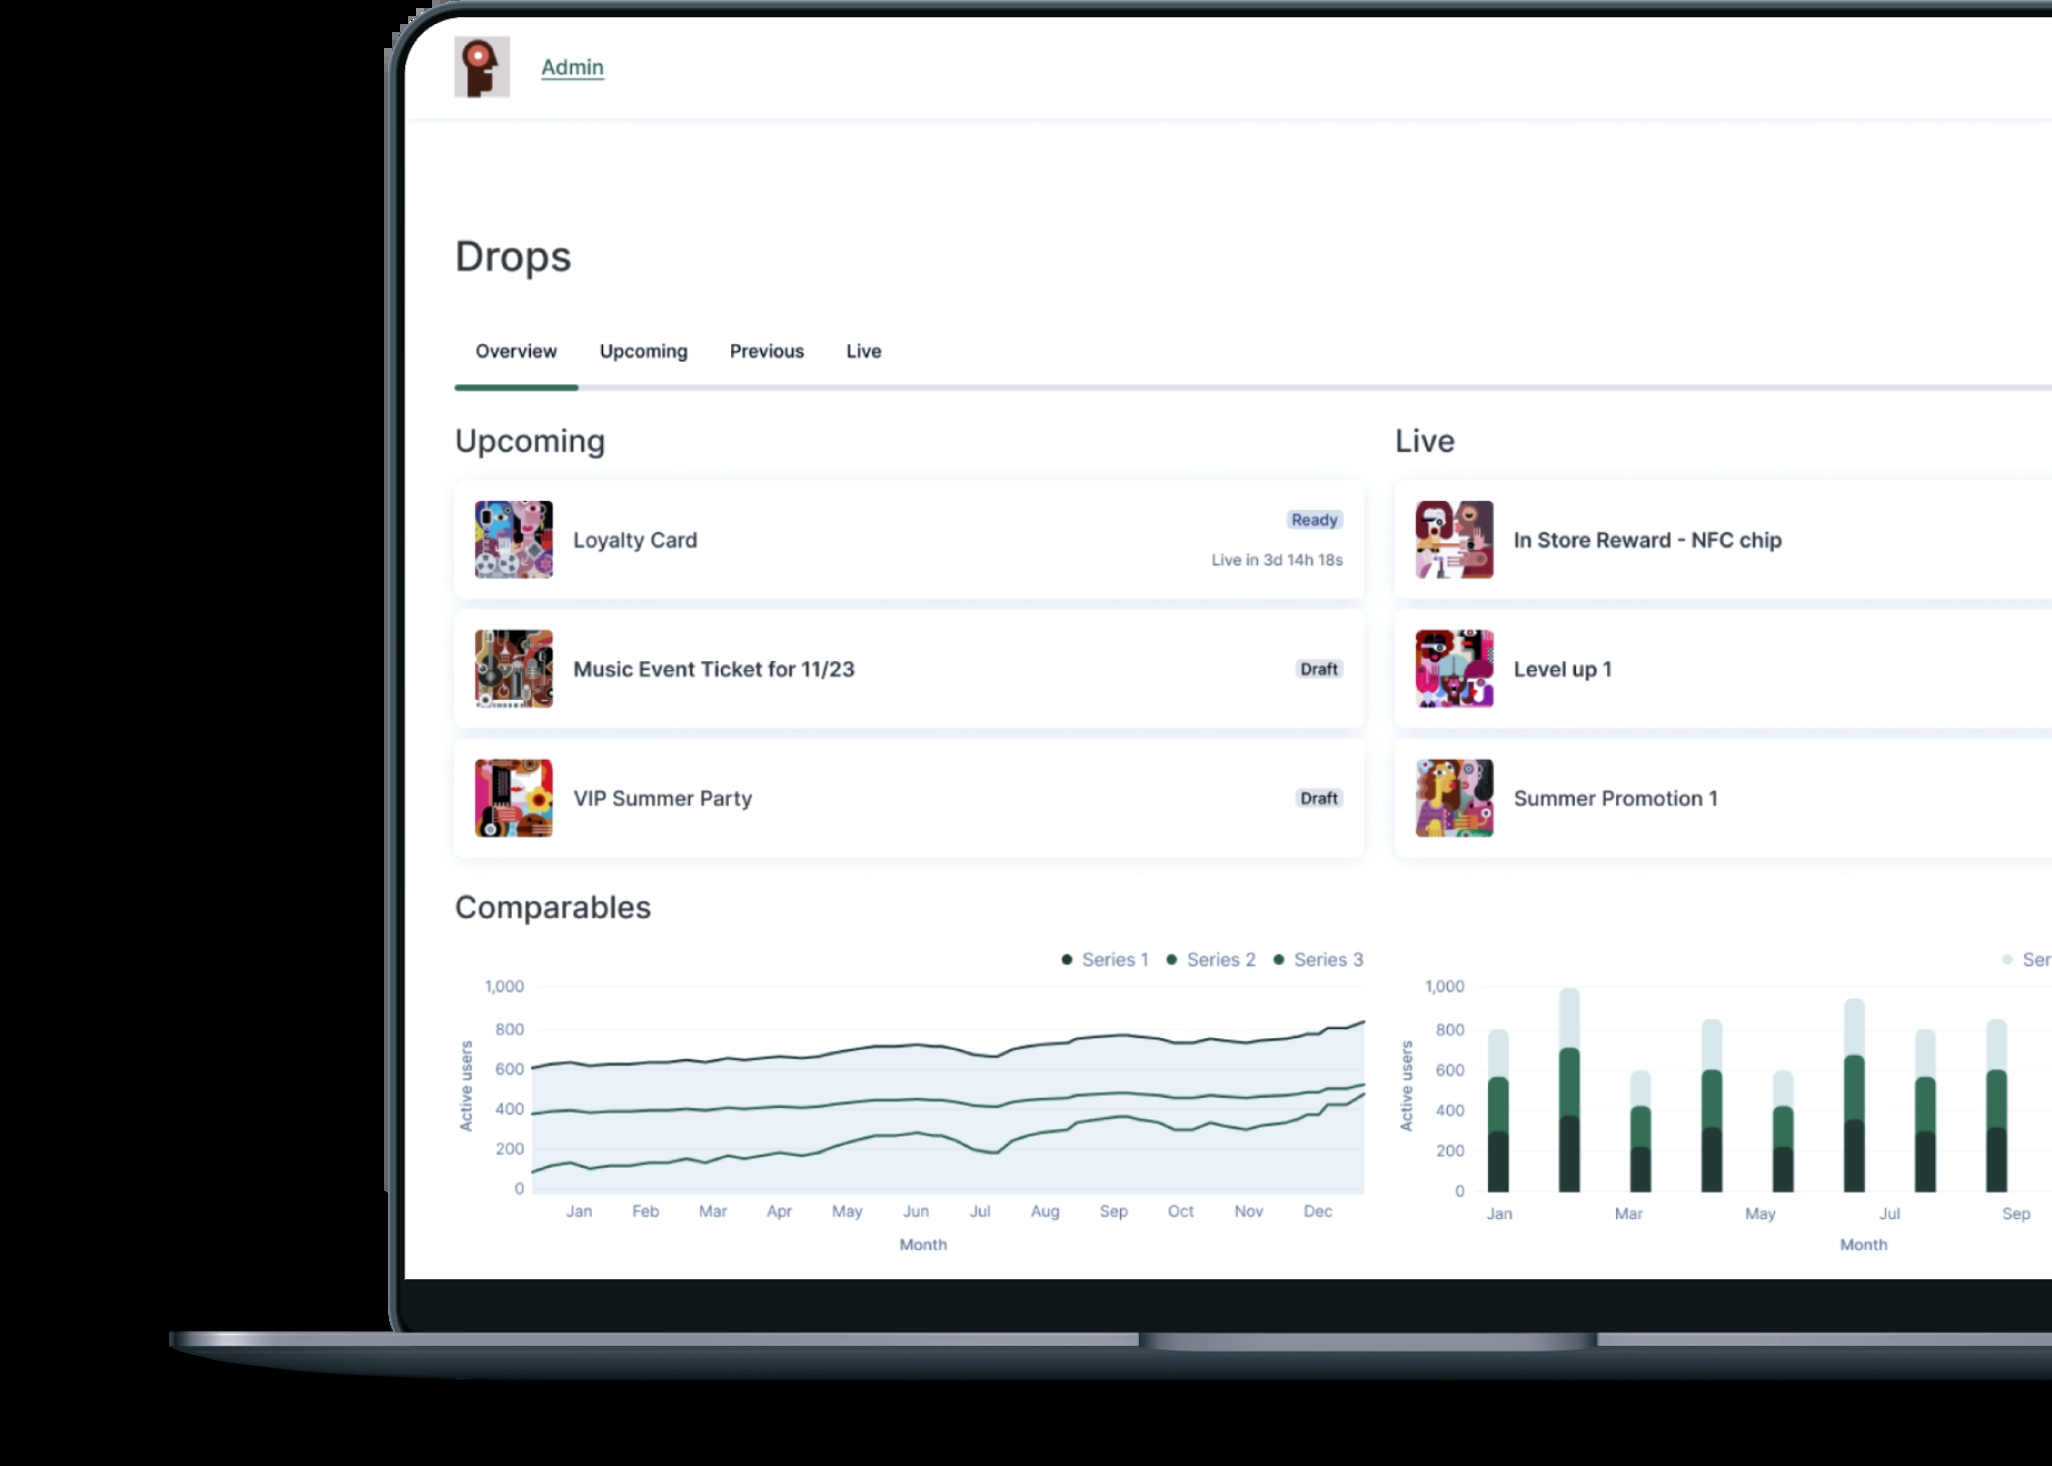 Admin
Drops
Overview Upcoming Previous Live
Upcoming
Loyalty Card
Ready
Live in 3d 14h 18s
Music Event Ticket for 11/23
Draft
VIP Summer Party
Draft
Live
In Store Reward - NFC chip
Level up 1
Summer Promotion 1
Comparables
Series 1 Series 2 Series 3
1,000
800
600
400
200
0
Active users
Jan Feb Mar Apr May Jun Jul Aug Sep Oct Nov Dec
Month
Ser
1,000
800
600
400
200
0
Active users
Jan Mar May Jul Sep
Month